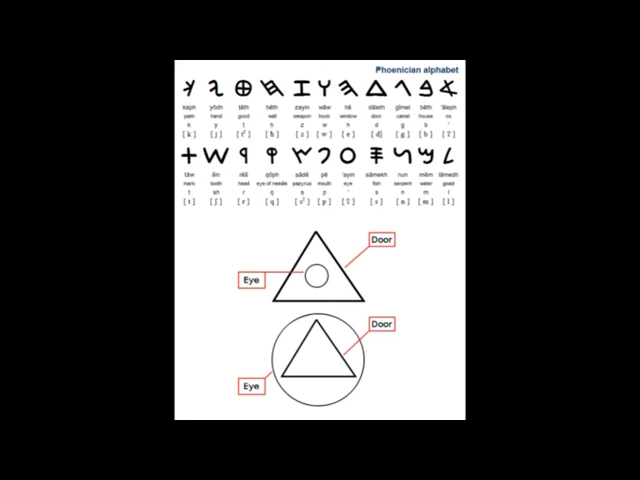 Phoenician alphabet
𐤊 𐤉 𐤈 𐤇 𐤆 𐤅 𐤄 𐤃 𐤂 𐤁 𐤀
kaph yōdh ṭēth ḥēth zayin wāw hē dāleth gīmel bēth 'āleph
palm hand good wall weapon hook window door camel house ox
k y ṭ ḥ z w h d g b '
[k] [j] [tˤ] [ħ] [z] [w] [e] [d] [g] [b] [ʔ]
𐤕 𐤔 𐤓 𐤒 𐤑 𐤐 𐤏 𐤎 𐤍 𐤌 𐤋
tāw šin rēš qōph ṣādē pē 'ayin sāmekh nun mēm lāmedh
mark tooth head eye of needle papyrus mouth eye fish serpent water goad
t sh r q ṣ p ' s n m l
[t] [ʃ] [r] [q] [sˤ] [p] [ʕ] [s] [n] [m] [l]
Door
Eye
Door
Eye